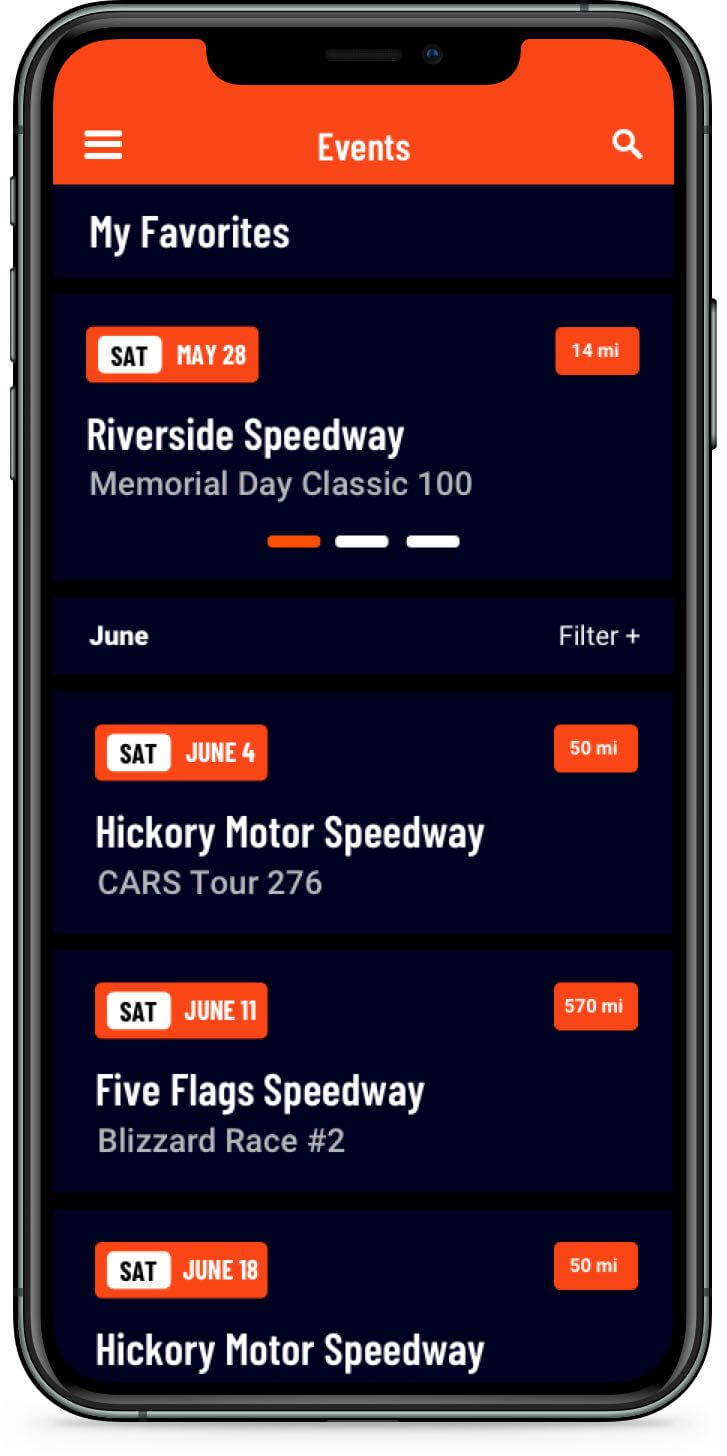 Events
My Favorites
SAT MAY 28 14 mi
Riverside Speedway
Memorial Day Classic 100
June Filter +
SAT JUNE 4 50 mi
Hickory Motor Speedway
CARS Tour 276
SAT JUNE 11 570 mi
Five Flags Speedway
Blizzard Race #2
SAT JUNE 18 50 mi
Hickory Motor Speedway